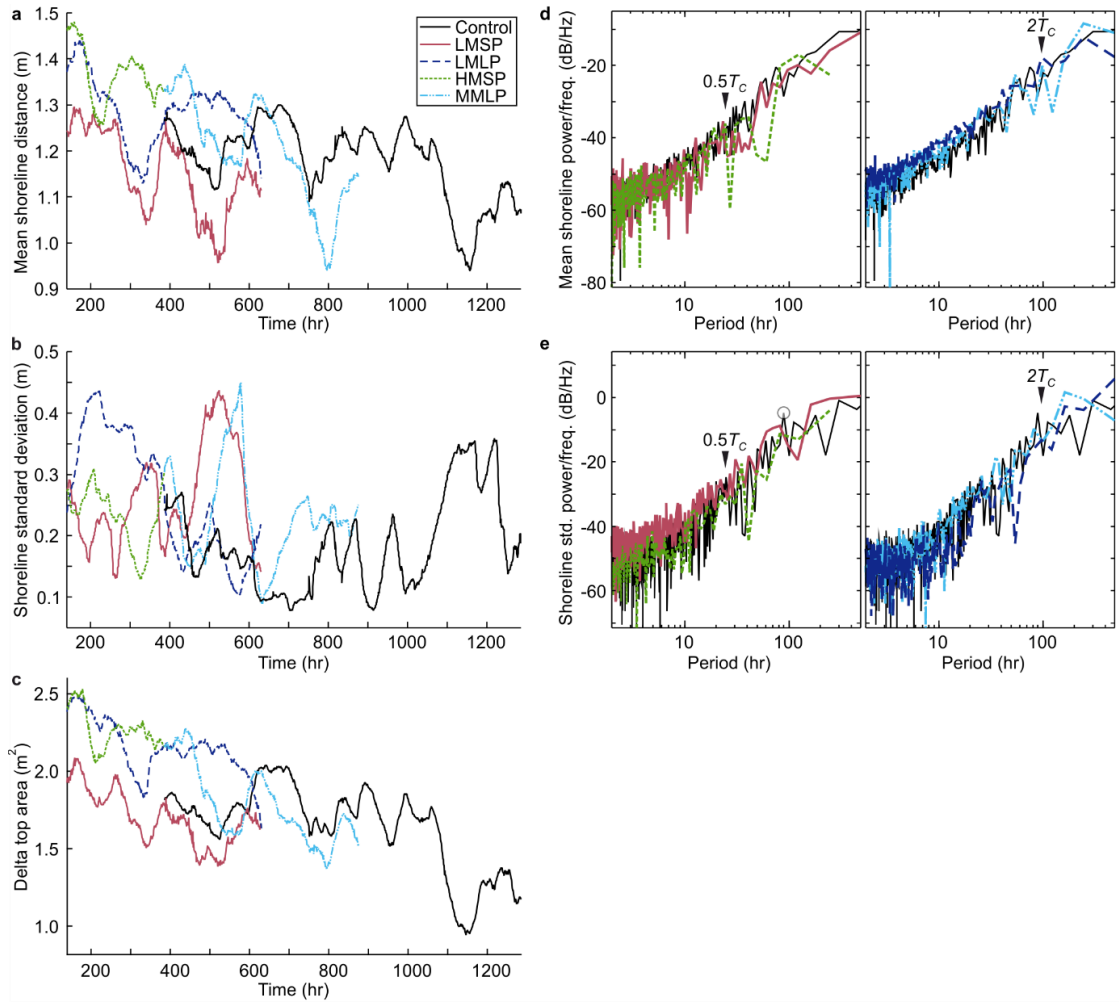 a
Control
LMSP
LMLP
HMSP
MMLP
Mean shoreline distance (m)
1.5
1.4
1.3
1.2
1.1
1.0
0.9
200 400 600 800 1000 1200
Time (hr)
b
Shoreline standard deviation (m)
0.5
0.4
0.3
0.2
0.1
200 400 600 800 1000 1200
Time (hr)
c
Delta top area (m²)
2.5
2.0
1.5
1.0
200 400 600 800 1000 1200
Time (hr)
d
Mean shoreline power/freq. (dB/Hz)
0
-20
-40
-60
-80
0.5Tc
2Tc
10 100 10 100
Period (hr) Period (hr)
e
Shoreline std. power/freq. (dB/Hz)
0
-20
-40
-60
0.5Tc
2Tc
10 100 10 100
Period (hr) Period (hr)